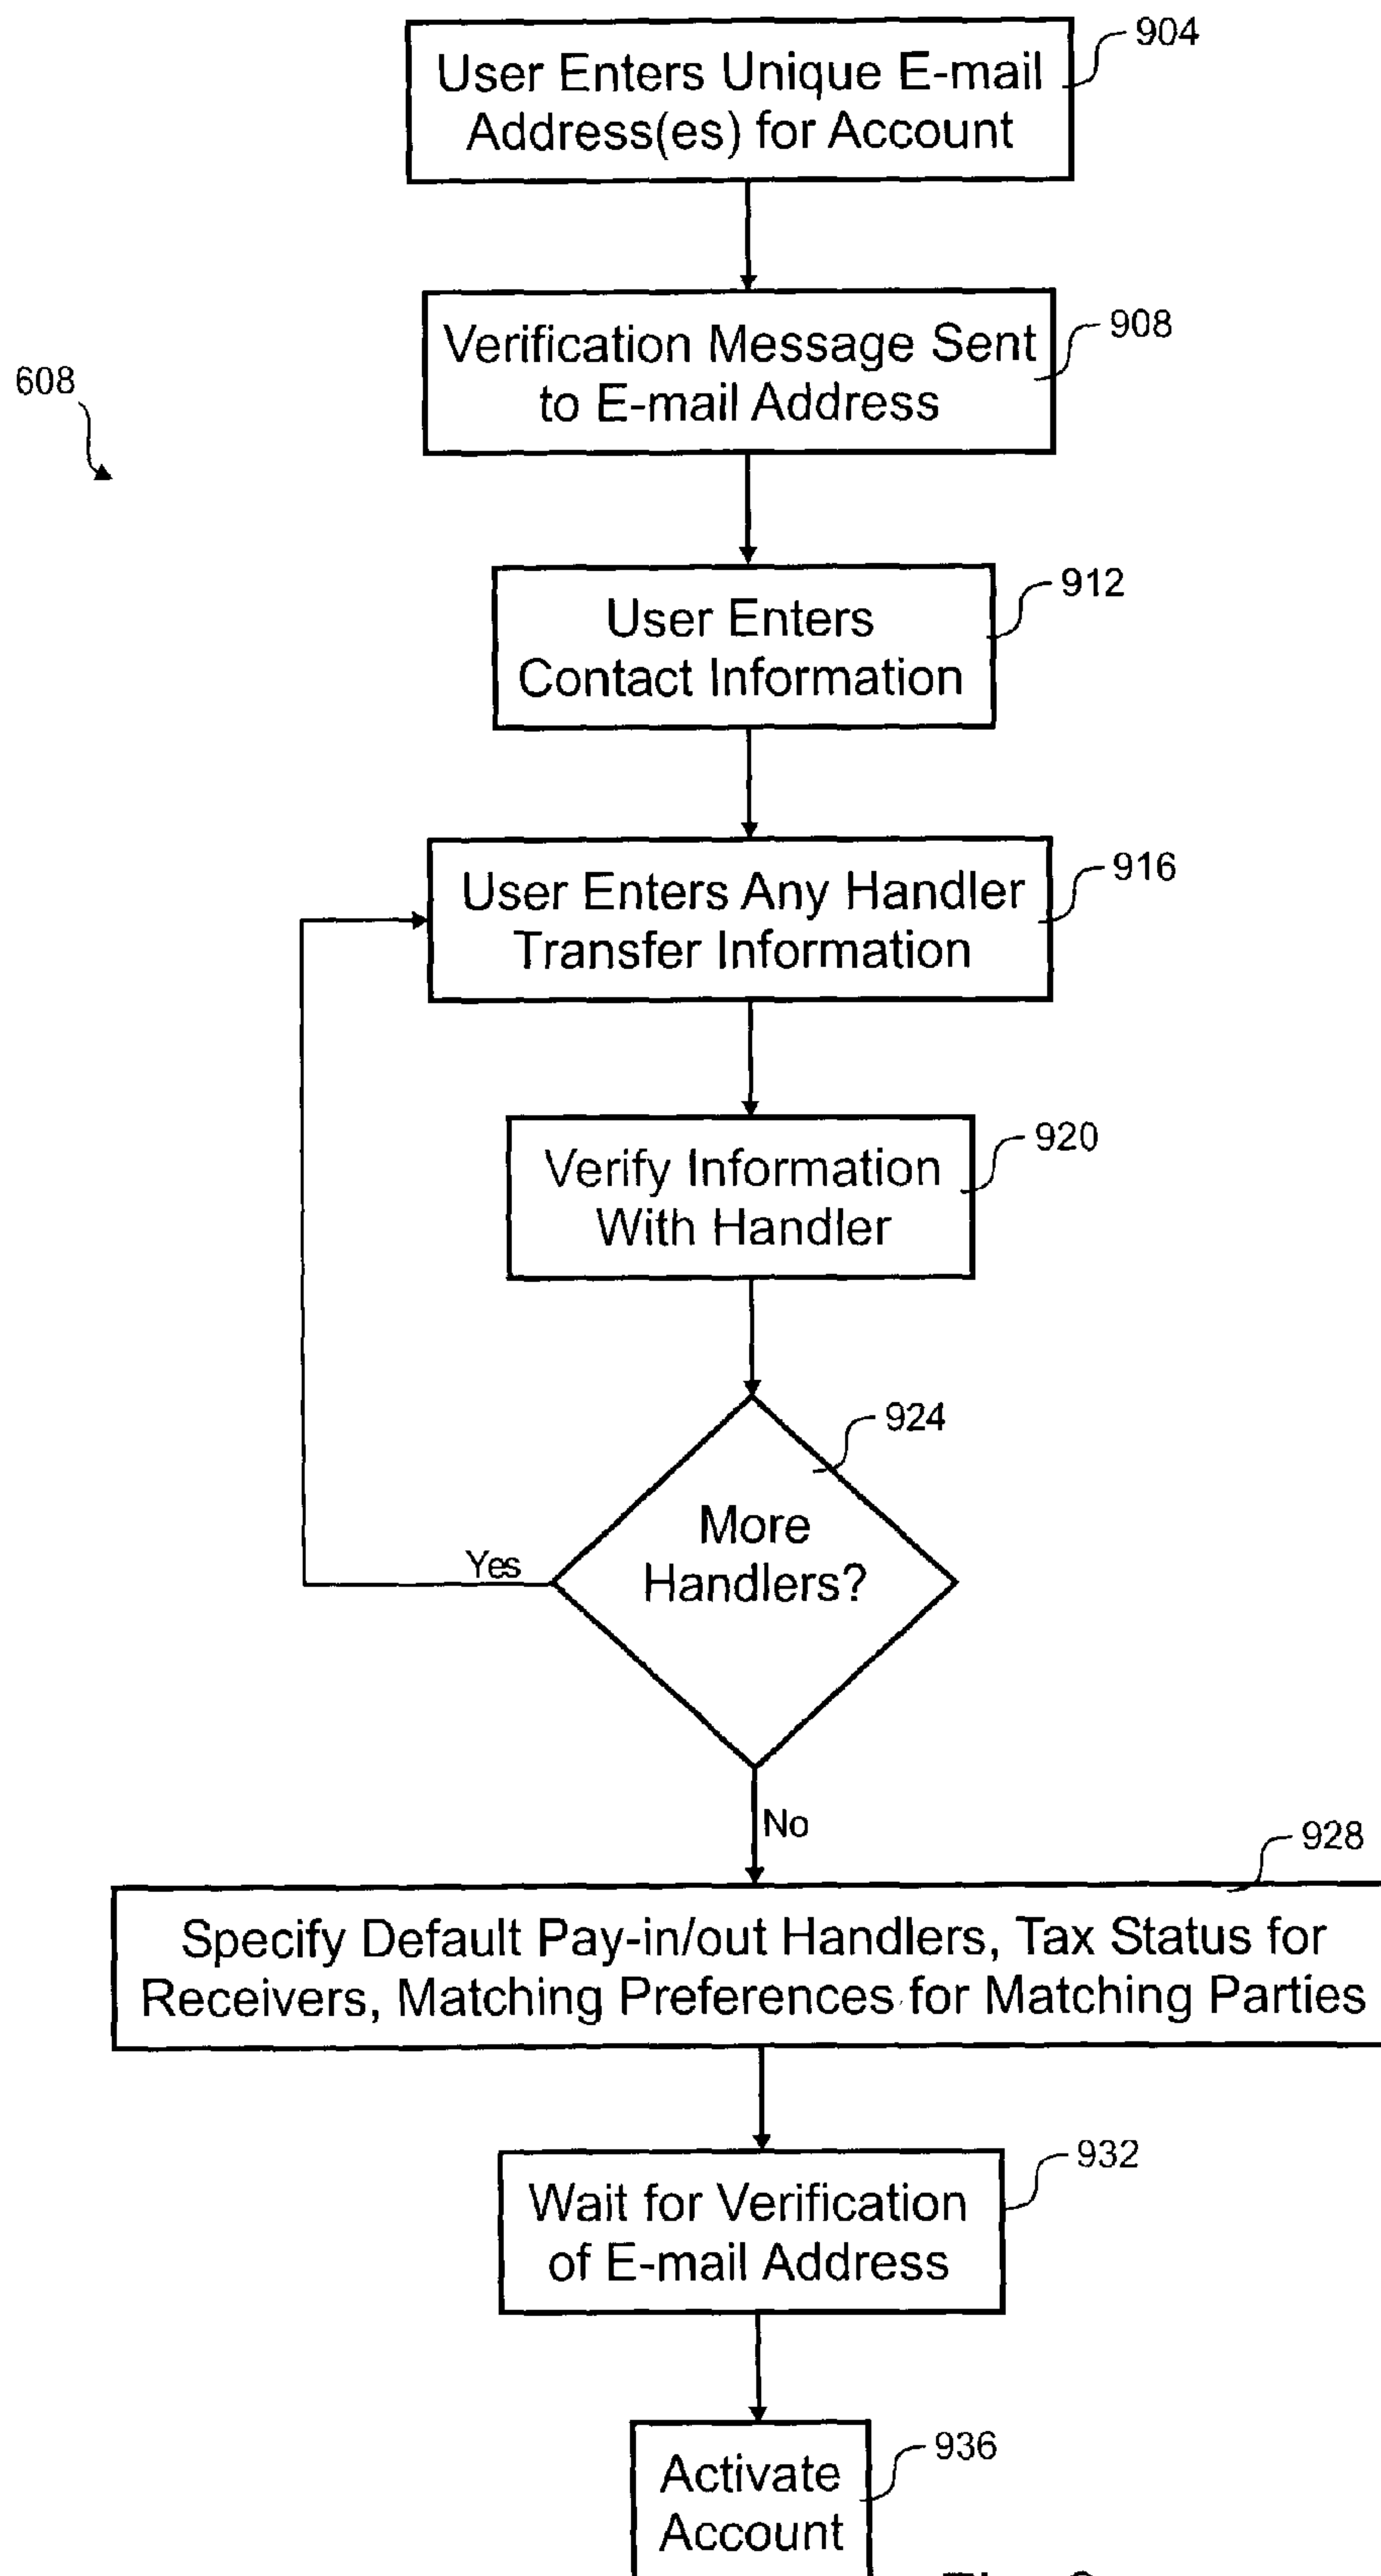 904
User Enters Unique E-mail
Address(es) for Account
908
Verification Message Sent
to E-mail Address
608
912
User Enters
Contact Information
916
User Enters Any Handler
Transfer Information
920
Verify Information
With Handler
924
More
Handlers?
Yes
No
928
Specify Default Pay-in/out Handlers, Tax Status for
Receivers, Matching Preferences for Matching Parties
932
Wait for Verification
of E-mail Address
936
Activate
Account